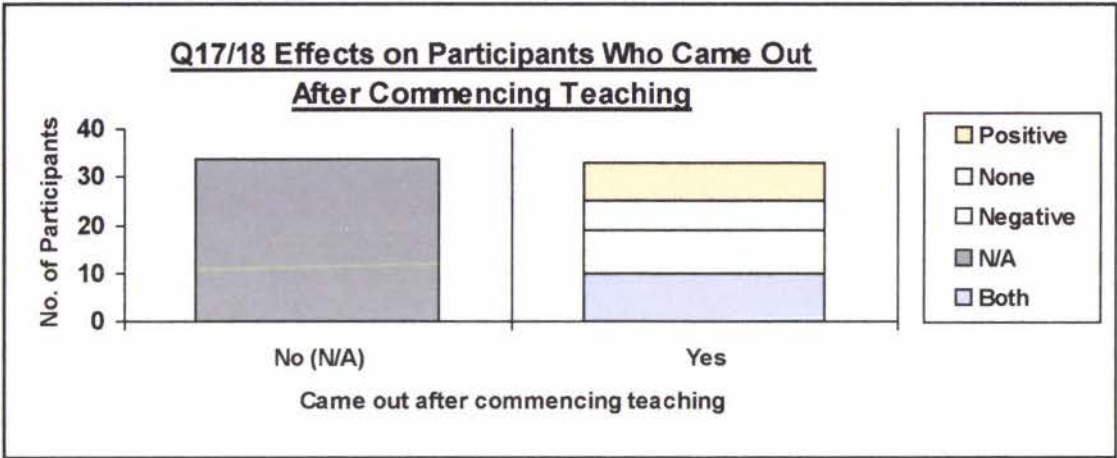 Q17/18 Effects on Participants Who Came Out
After Commencing Teaching
No. of Participants
40
30
20
10
0
No (N/A)
Yes
Came out after commencing teaching
Positive
None
Negative
N/A
Both